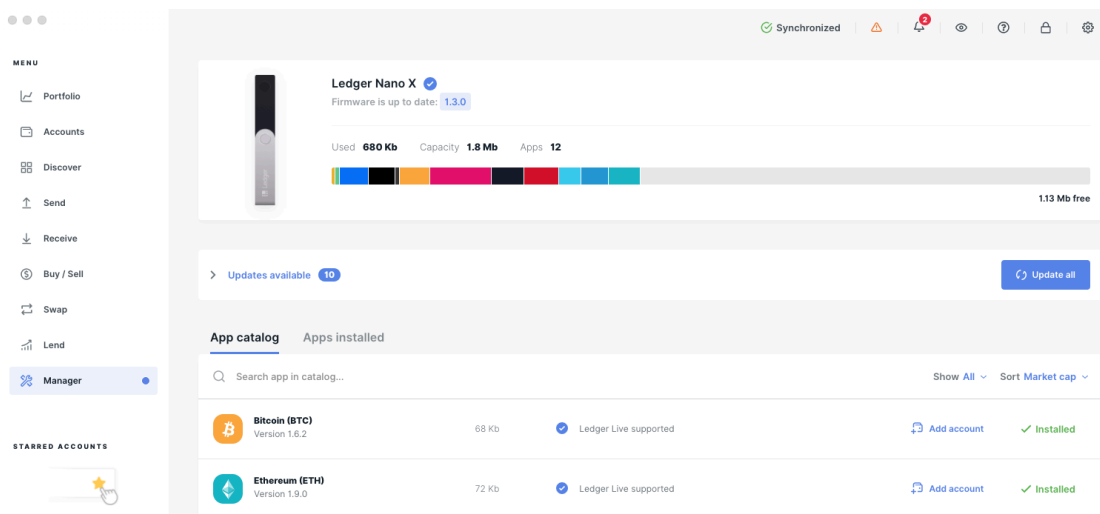 Synchronized
2
MENU
Portfolio
Accounts
Discover
Send
Receive
Buy / Sell
Swap
Lend
Manager
STARRED ACCOUNTS
Ledger
Ledger Nano X
Firmware is up to date: 1.3.0
Used 680 Kb Capacity 1.8 Mb Apps 12
1.13 Mb free
Updates available 10
Update all
App catalog Apps installed
Search app in catalog...
Show All Sort Market cap
Bitcoin (BTC)
Version 1.6.2
68 Kb
Ledger Live supported
Add account
Installed
Ethereum (ETH)
Version 1.9.0
72 Kb
Ledger Live supported
Add account
Installed